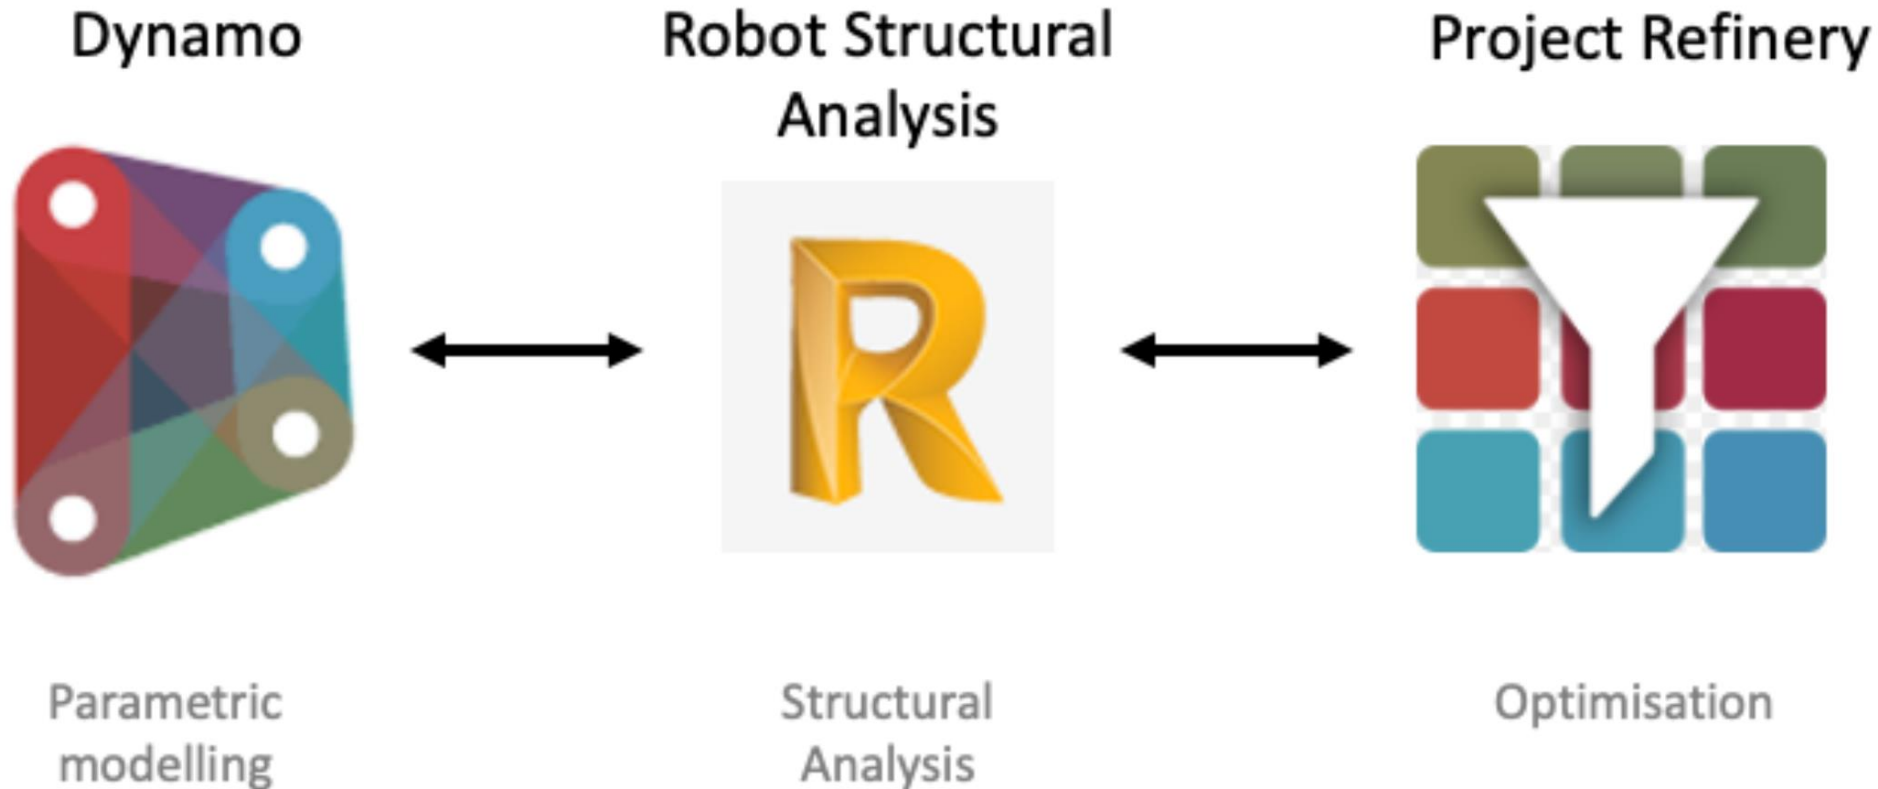 Dynamo
Robot Structural
Analysis
Project Refinery
R
Parametric
modelling
Structural
Analysis
Optimisation